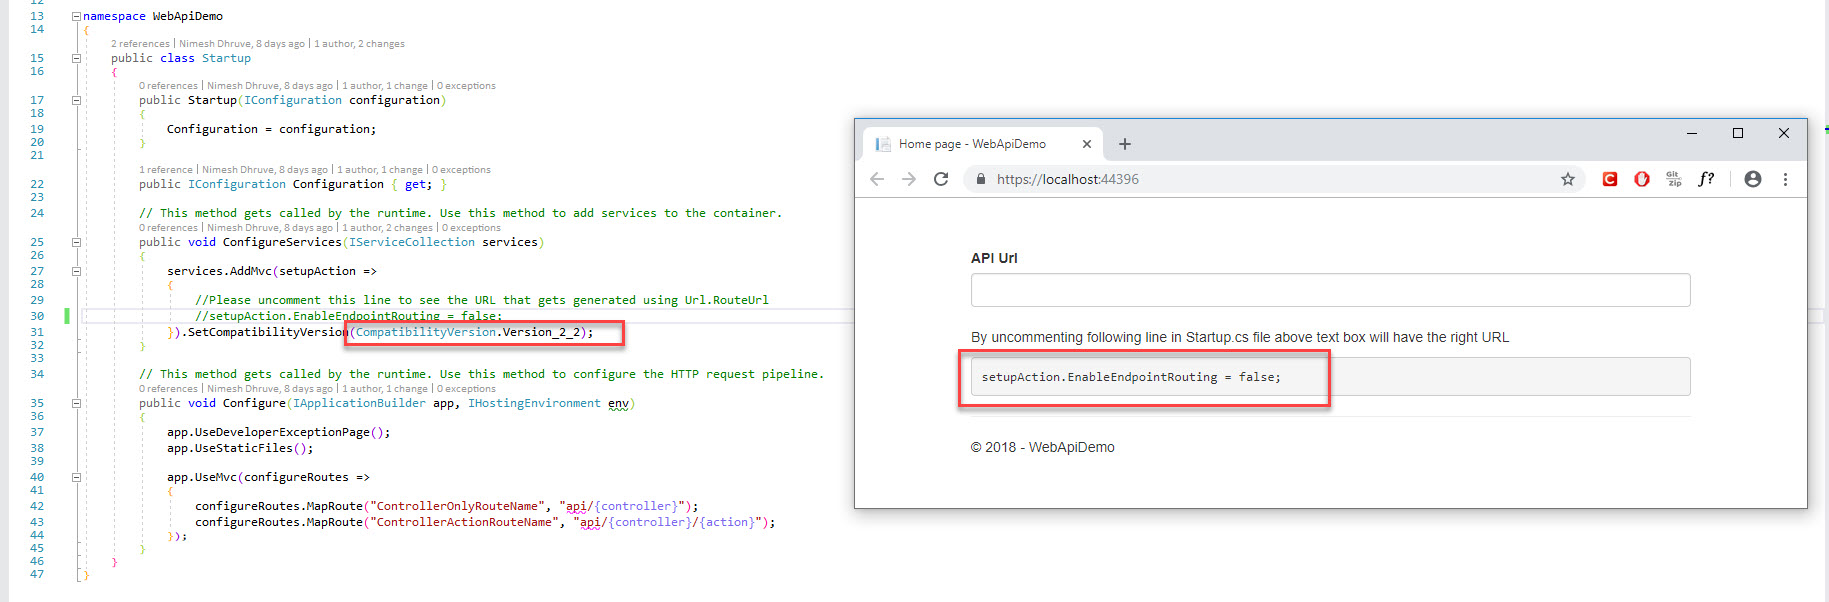 12
13 namespace WebApiDemo
14 {
2 references | Nimesh Dhruve, 8 days ago | 1 author, 2 changes
15 public class Startup
16 {
0 references | Nimesh Dhruve, 8 days ago | 1 author, 1 change | 0 exceptions
17 public Startup(IConfiguration configuration)
18 {
19 Configuration = configuration;
20 }
21
1 reference | Nimesh Dhruve, 8 days ago | 1 author, 1 change | 0 exceptions
22 public IConfiguration Configuration { get; }
23
24 // This method gets called by the runtime. Use this method to add services to the container.
0 references | Nimesh Dhruve, 8 days ago | 1 author, 2 changes | 0 exceptions
25 public void ConfigureServices(IServiceCollection services)
26 {
27 services.AddMvc(setupAction =>
28 {
29 //Please uncomment this line to see the URL that gets generated using Url.RouteUrl
30 //setupAction.EnableEndpointRouting = false;
31 }).SetCompatibilityVersion(CompatibilityVersion.Version_2_2);
32 }
33
34 // This method gets called by the runtime. Use this method to configure the HTTP request pipeline.
0 references | Nimesh Dhruve, 8 days ago | 1 author, 1 change | 0 exceptions
35 public void Configure(IApplicationBuilder app, IHostingEnvironment env)
36 {
37 app.UseDeveloperExceptionPage();
38 app.UseStaticFiles();
39
40 app.UseMvc(configureRoutes =>
41 {
42 configureRoutes.MapRoute("ControllerOnlyRouteName", "api/{controller}");
43 configureRoutes.MapRoute("ControllerActionRouteName", "api/{controller}/{action}");
44 });
45 }
46 }
47 }
Home page - WebApiDemo
https://localhost:44396
C
Git Zip
f?
API Url
By uncommenting following line in Startup.cs file above text box will have the right URL
setupAction.EnableEndpointRouting = false;
© 2018 - WebApiDemo